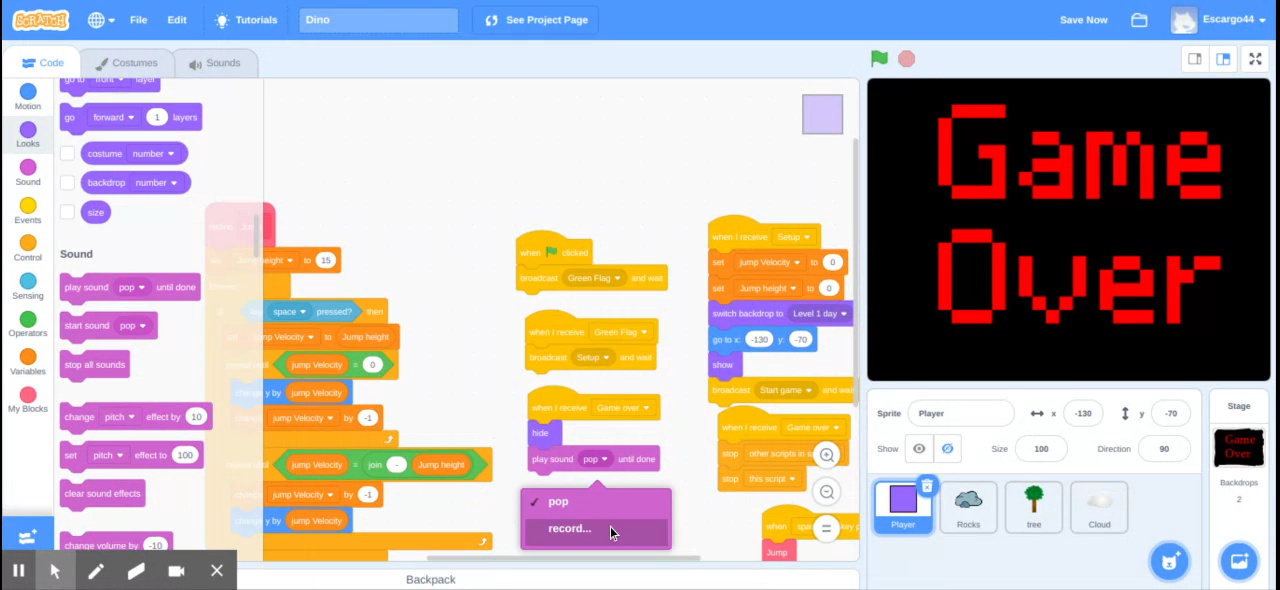 SCRATCH File Edit Tutorials Dino See Project Page Save Now Escargo44
Code Costumes Sounds
Motion
Looks
Sound
Events
Control
Sensing
Operators
Variables
My Blocks
go to front layer
go forward 1 layers
costume number
backdrop number
size
Sound
play sound pop until done
start sound pop
stop all sounds
change pitch effect by 10
set pitch effect to 100
clear sound effects
change volume by -10
Jump height to 15
space pressed? then
jump Velocity to Jump height
jump Velocity = 0
change y by jump Velocity
jump Velocity by -1
jump Velocity = join - Jump height
jump Velocity by -1
change y by jump Velocity
when clicked
broadcast Green Flag and wait
when I receive Green Flag
broadcast Setup and wait
when I receive Game over
hide
play sound pop until done
✓ pop
record...
when I receive Setup
set jump Velocity to 0
set Jump height to 0
switch backdrop to Level 1 day
go to x: -130 y: -70
show
broadcast Start game and wait
when I receive Game over
stop other scripts in
stop this script
when
Jump
Backpack
Game
Over
Sprite Player x -130 y -70
Show Size 100 Direction 90
Player Rocks tree Cloud
Stage
Game
Over
Backdrops
2